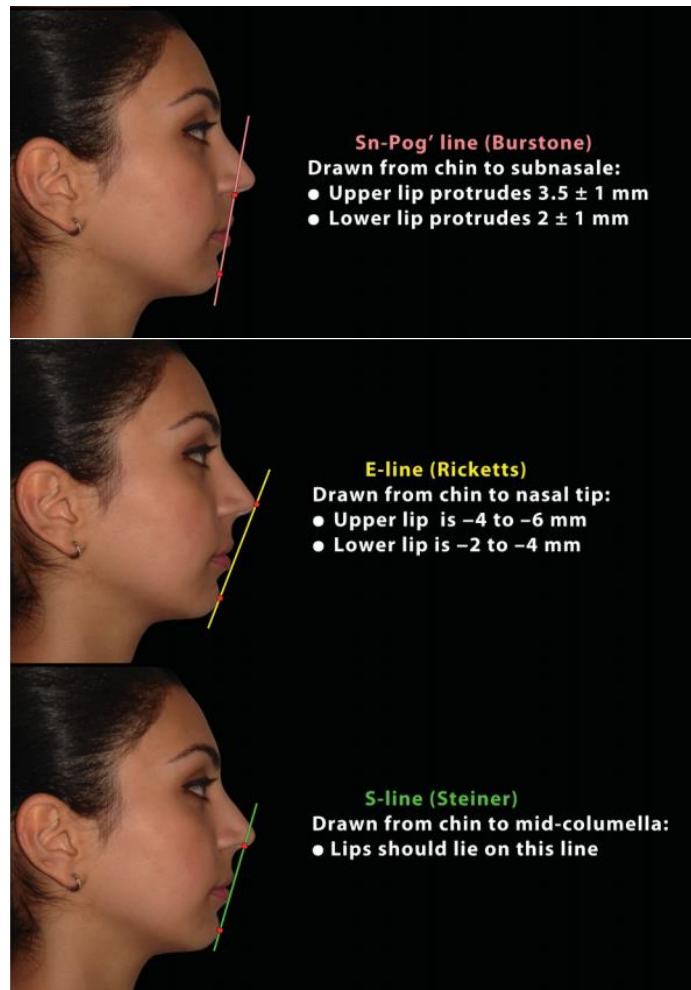 Sn-Pog’ line (Burstone)
Drawn from chin to subnasale:
● Upper lip protrudes 3.5 ± 1 mm
● Lower lip protrudes 2 ± 1 mm
E-line (Ricketts)
Drawn from chin to nasal tip:
● Upper lip is –4 to –6 mm
● Lower lip is –2 to –4 mm
S-line (Steiner)
Drawn from chin to mid-columella:
● Lips should lie on this line